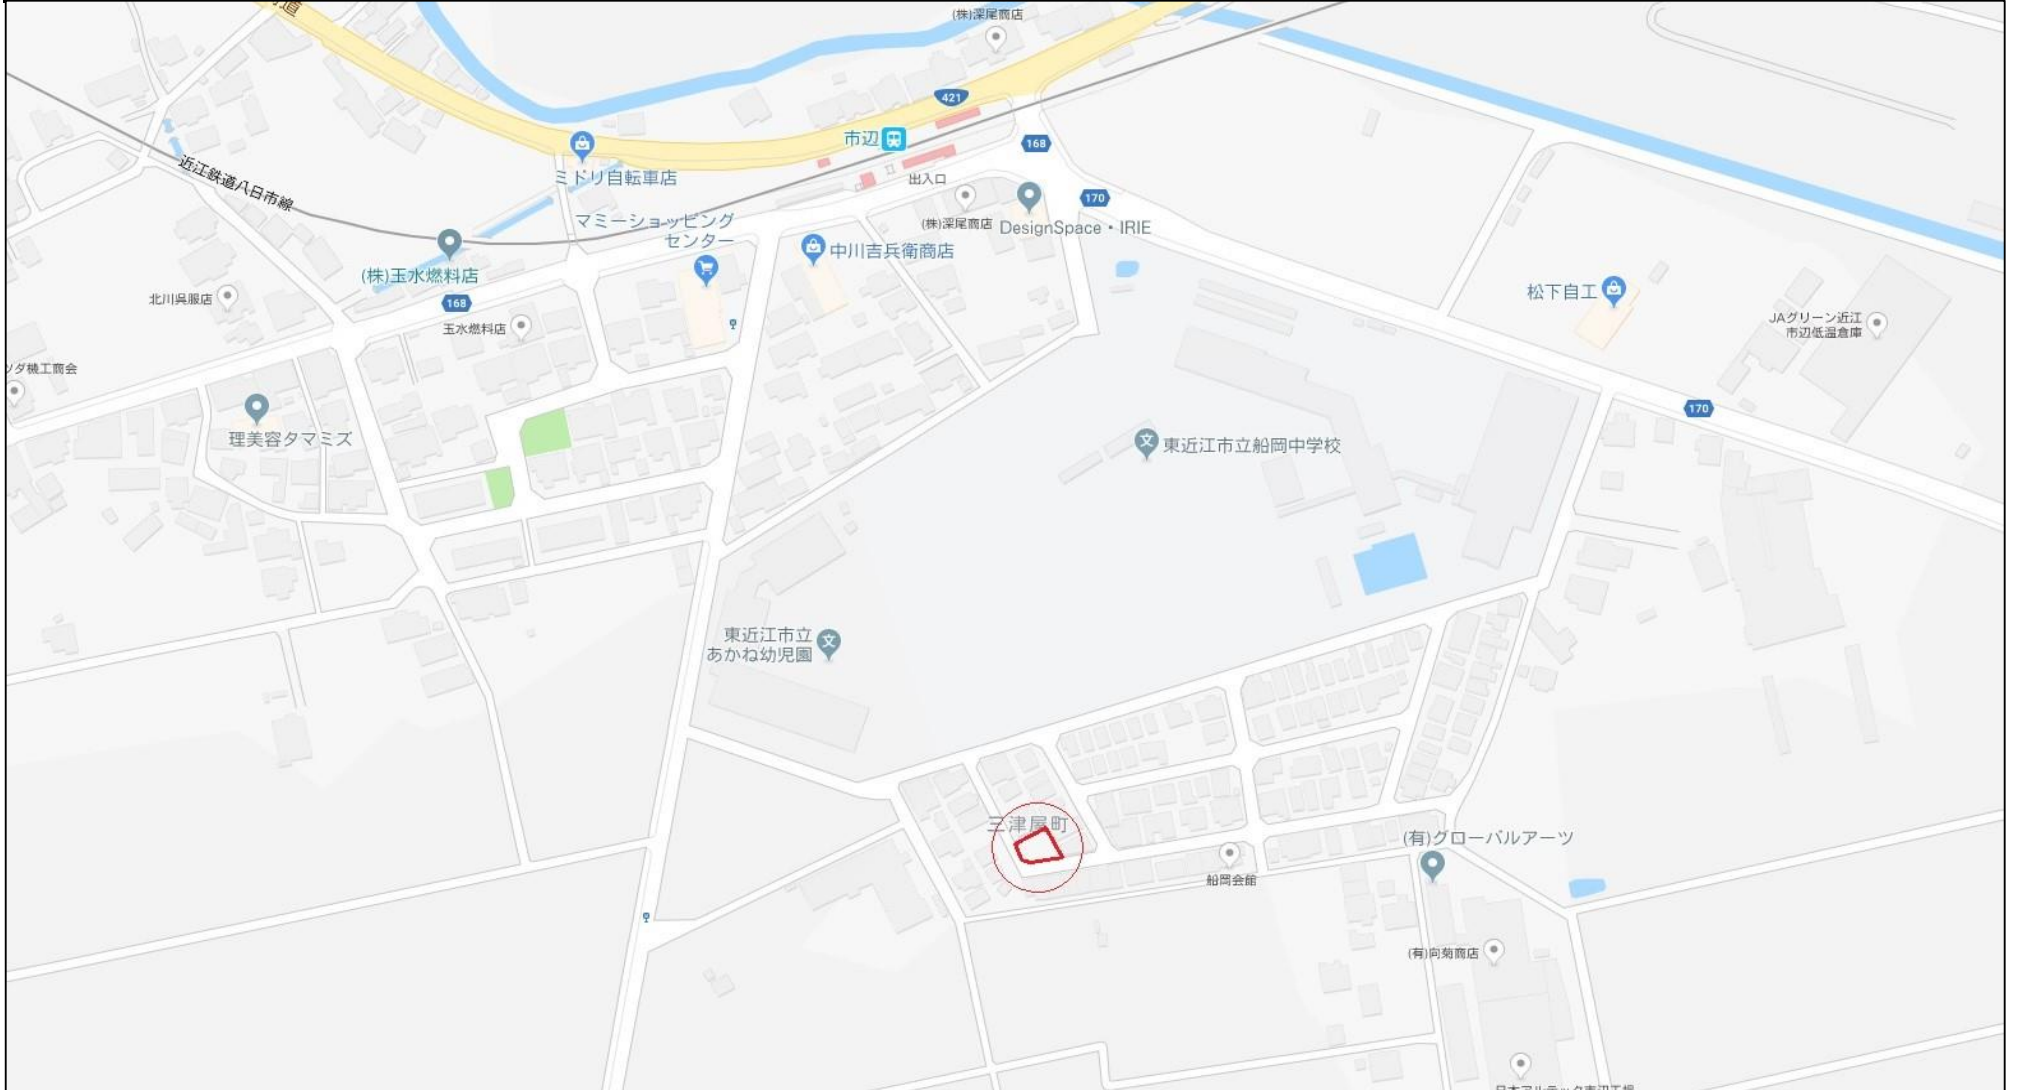 道
(株)深尾商店
421
市辺
168
近江鉄道八日市線
ミドリ自転車店
出入口
170
マミーショッピング
センター
(株)深尾商店
DesignSpace・IRIE
中川吉兵衛商店
(株)玉水燃料店
北川呉服店
168
玉水燃料店
松下自工
JAグリーン近江
市辺低温倉庫
ツダ機工商会
理美容タマミズ
170
東近江市立船岡中学校
東近江市立
あかね幼児園
三津屋町
(有)グローバルアーツ
船岡会館
(有)向菊商店